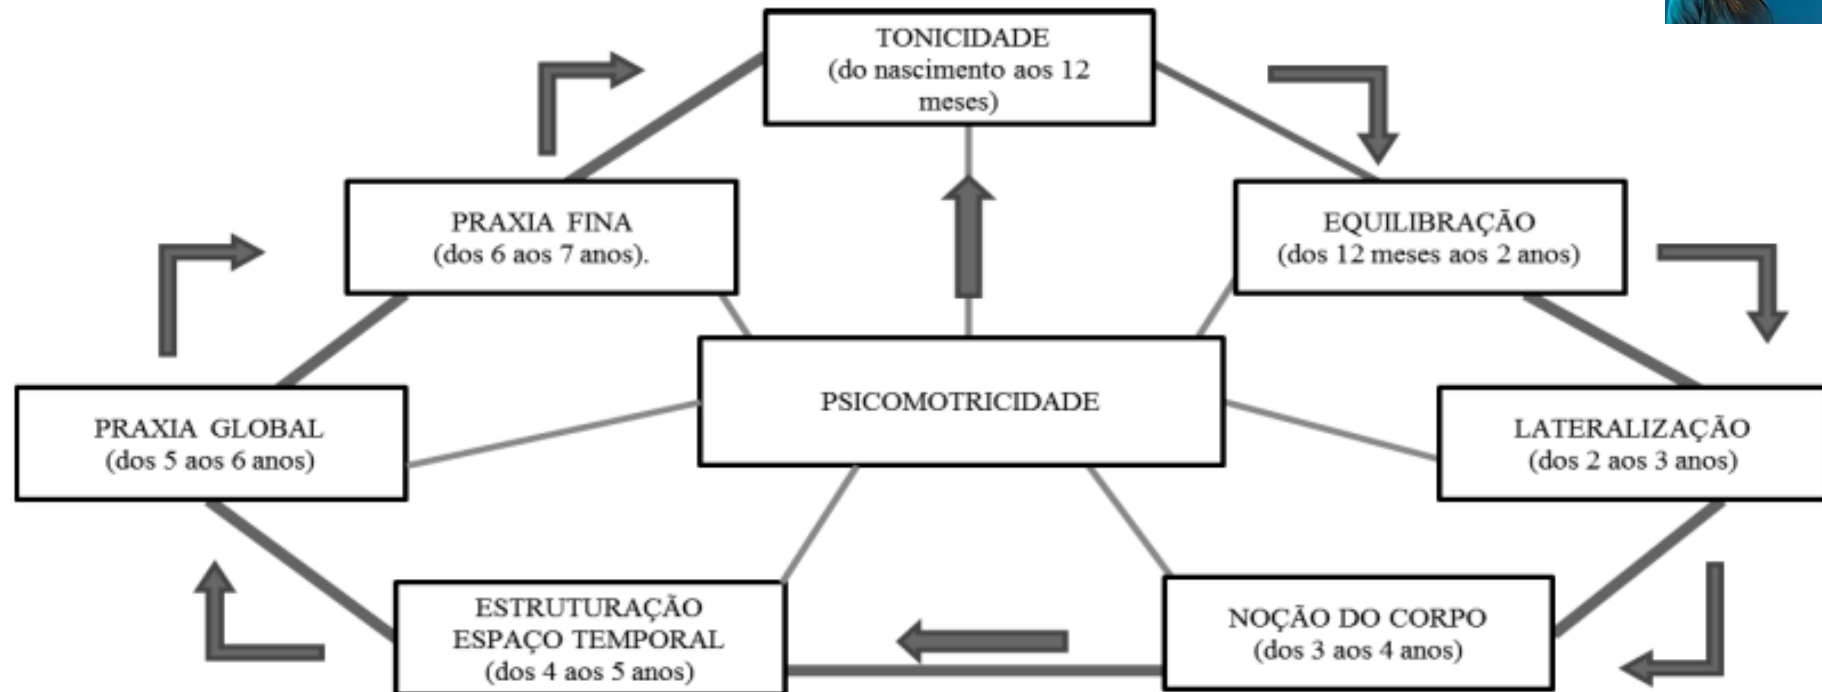 TONICIDADE
(do nascimento aos 12
meses)
PRAXIA FINA
(dos 6 aos 7 anos).
EQUILIBRAÇÃO
(dos 12 meses aos 2 anos)
PSICOMOTRICIDADE
PRAXIA GLOBAL
(dos 5 aos 6 anos)
LATERALIZAÇÃO
(dos 2 aos 3 anos)
ESTRUTURAÇÃO
ESPAÇO TEMPORAL
(dos 4 aos 5 anos)
NOÇÃO DO CORPO
(dos 3 aos 4 anos)